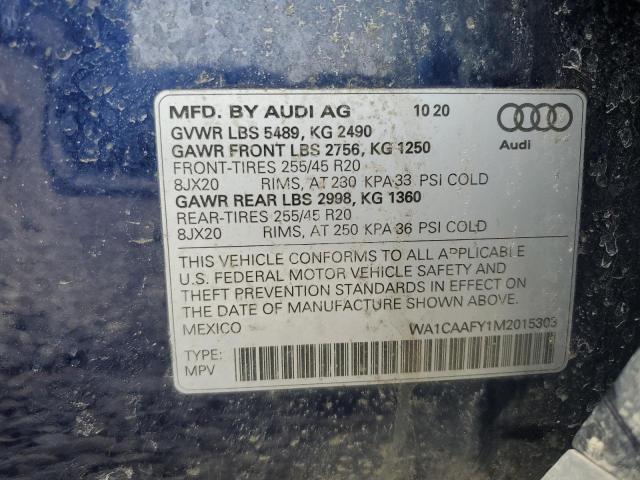 MFD. BY AUDI AG 10 20
GVWR LBS 5489, KG 2490
GAWR FRONT LBS 2756, KG 1250
FRONT-TIRES 255/45 R20
8JX20 RIMS, AT 230 KPA 33 PSI COLD
GAWR REAR LBS 2998, KG 1360
REAR-TIRES 255/45 R20
8JX20 RIMS, AT 250 KPA 36 PSI COLD
Audi
THIS VEHICLE CONFORMS TO ALL APPLICABLE
U.S. FEDERAL MOTOR VEHICLE SAFETY AND
THEFT PREVENTION STANDARDS IN EFFECT ON
THE DATE OF MANUFACTURE SHOWN ABOVE.
MEXICO WA1CAAFY1M2015303
TYPE:
MPV